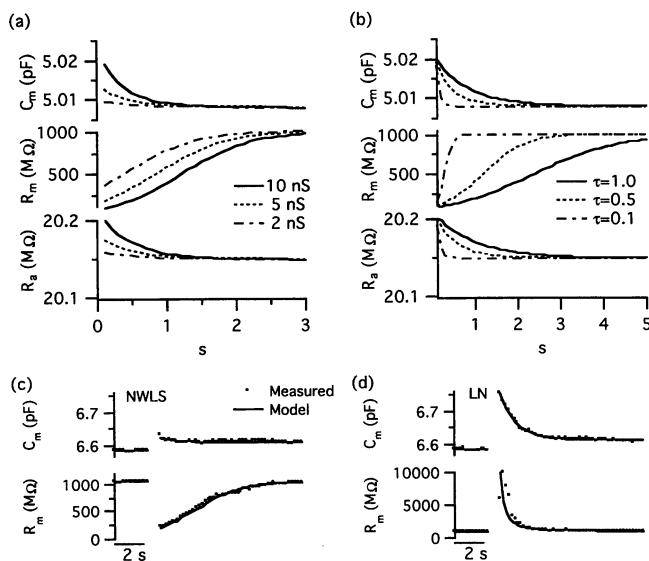 (a)
5.02
5.01
Cm (pF)
1000
500
Rm (MΩ)
10 nS
5 nS
2 nS
20.2
20.1
Ra (MΩ)
0
1
2
3
s
(b)
5.02
5.01
Cm (pF)
1000
500
Rm (MΩ)
τ=1.0
τ=0.5
τ=0.1
20.2
20.1
Ra (MΩ)
1
2
3
4
5
s
(c)
NWLS
Measured
Model
6.7
6.6
Cm (pF)
1000
500
0
Rm (MΩ)
2 s
(d)
LN
6.7
6.6
Cm (pF)
10000
5000
0
Rm (MΩ)
2 s